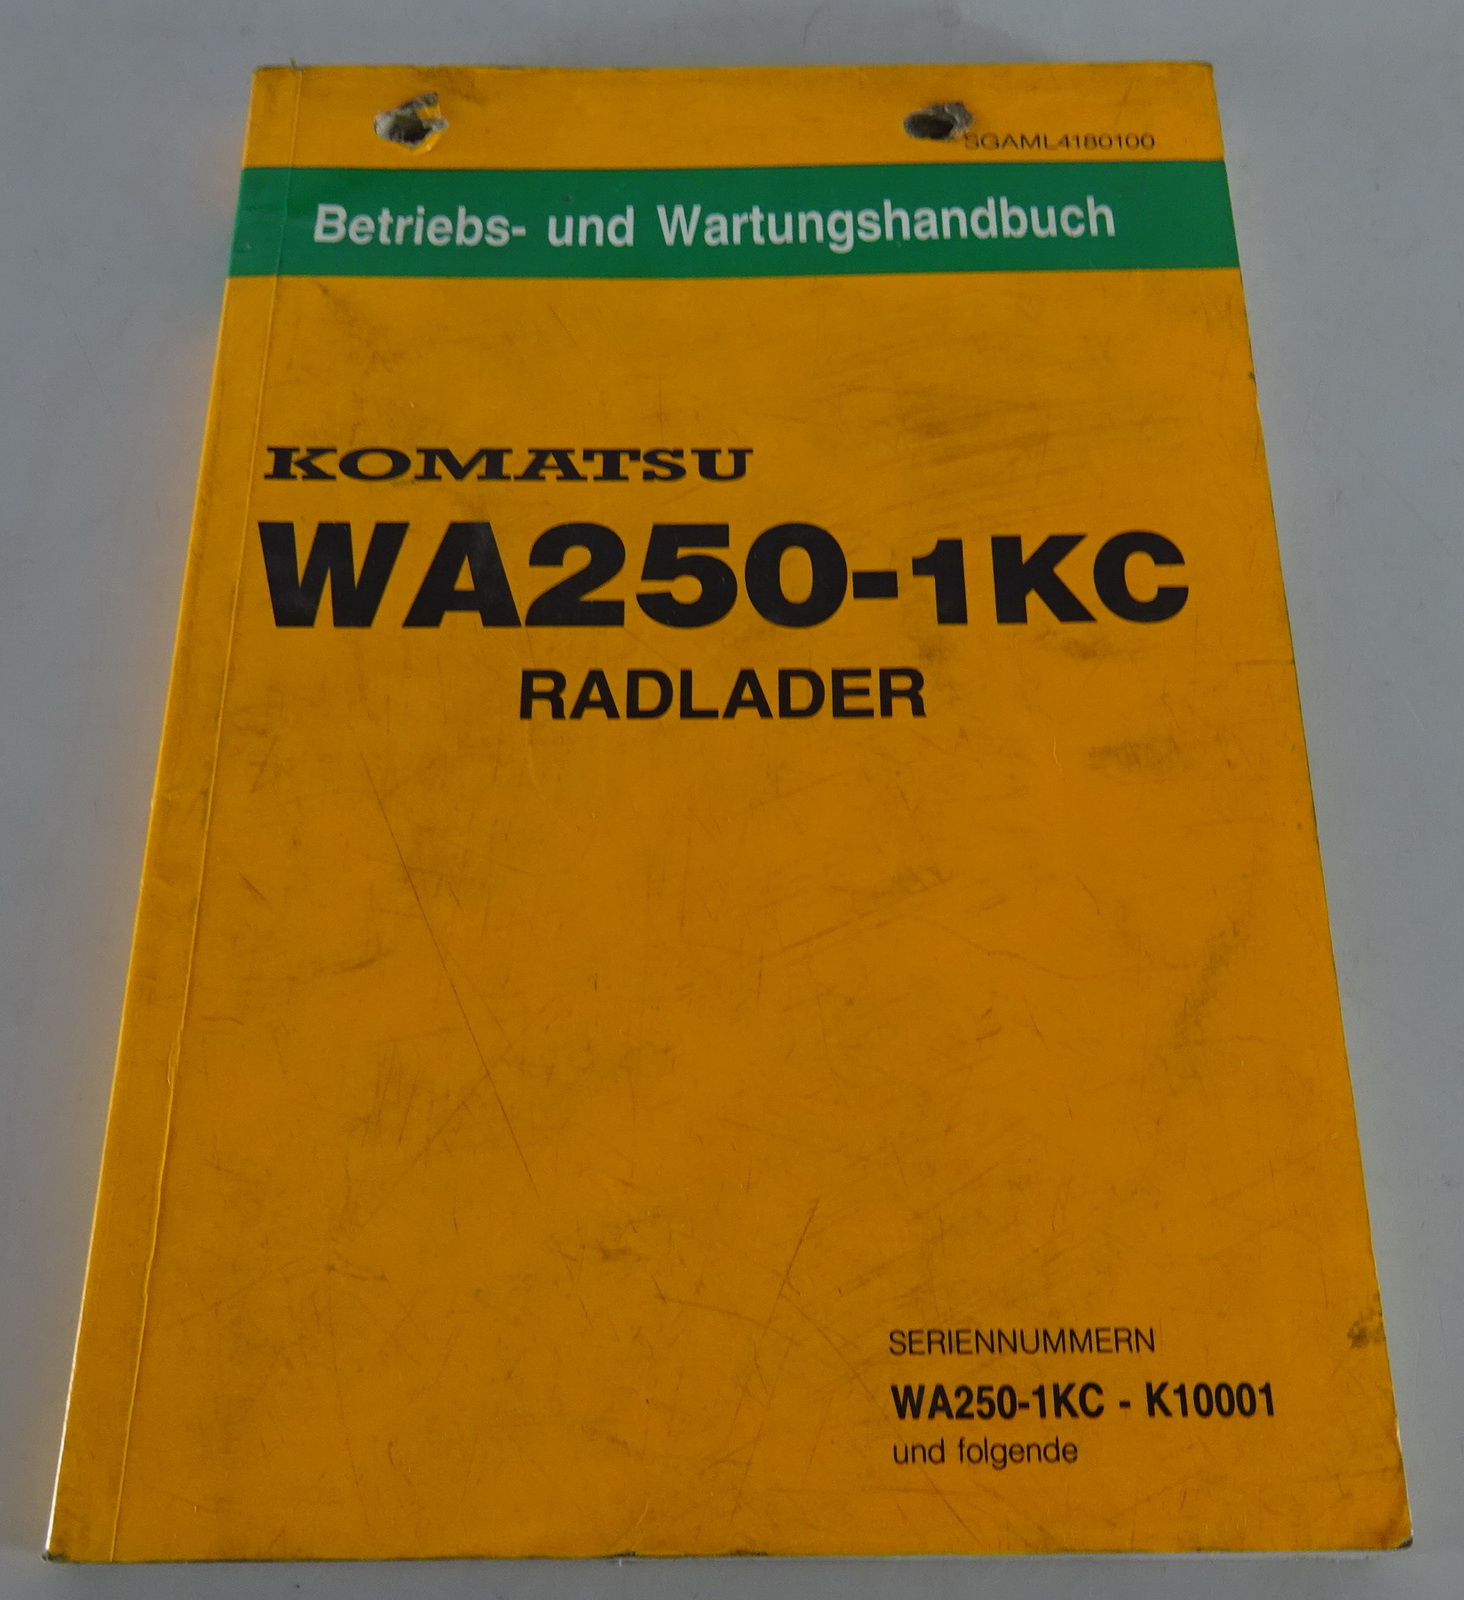 SGAML4180100
Betriebs- und Wartungshandbuch
KOMATSU
WA250-1KC
RADLADER
SERIENNUMMERN
WA250-1KC - K10001
und folgende